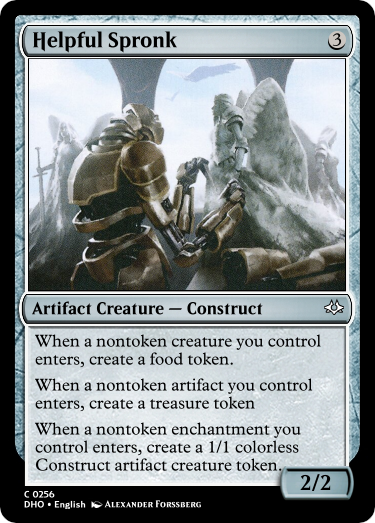 Helpful Spronk 3
Artifact Creature — Construct
When a nontoken creature you control
enters, create a food token.
When a nontoken artifact you control
enters, create a treasure token
When a nontoken enchantment you
control enters, create a 1/1 colorless
Construct artifact creature token.
2/2
C 0256
DHO • English Alexander Forssberg